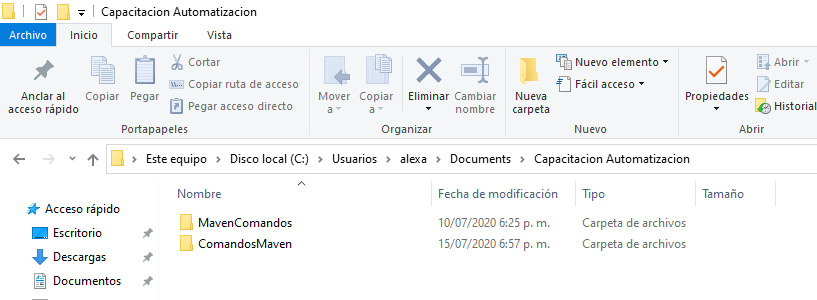 Capacitacion Automatizacion
Archivo Inicio Compartir Vista
Anclar al acceso rápido
Copiar
Pegar
Cortar
Copiar ruta de acceso
Pegar acceso directo
Portapapeles
Mover a
Copiar a
Eliminar
Cambiar nombre
Organizar
Nueva carpeta
Nuevo elemento
Fácil acceso
Nuevo
Propiedades
Abrir
Editar
Historial
Abrir
Este equipo > Disco local (C:) > Usuarios > alexa > Documents > Capacitacion Automatizacion
Nombre Fecha de modificación Tipo Tamaño
Acceso rápido
Escritorio
Descargas
Documentos
MavenComandos 10/07/2020 6:25 p. m. Carpeta de archivos
ComandosMaven 15/07/2020 6:57 p. m. Carpeta de archivos